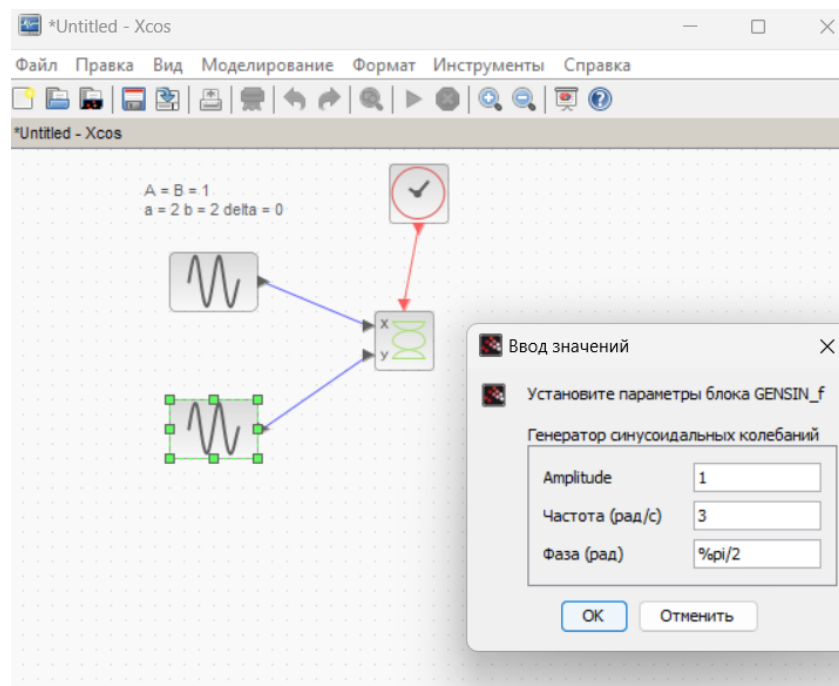 *Untitled - Xcos
Файл Правка Вид Моделирование Формат Инструменты Справка
*Untitled - Xcos
A = B = 1
a = 2 b = 2 delta = 0
x
y
Ввод значений
Установите параметры блока GENSIN_f
Генератор синусоидальных колебаний
Amplitude 1
Частота (рад/с) 3
Фаза (рад) %pi/2
OK Отменить